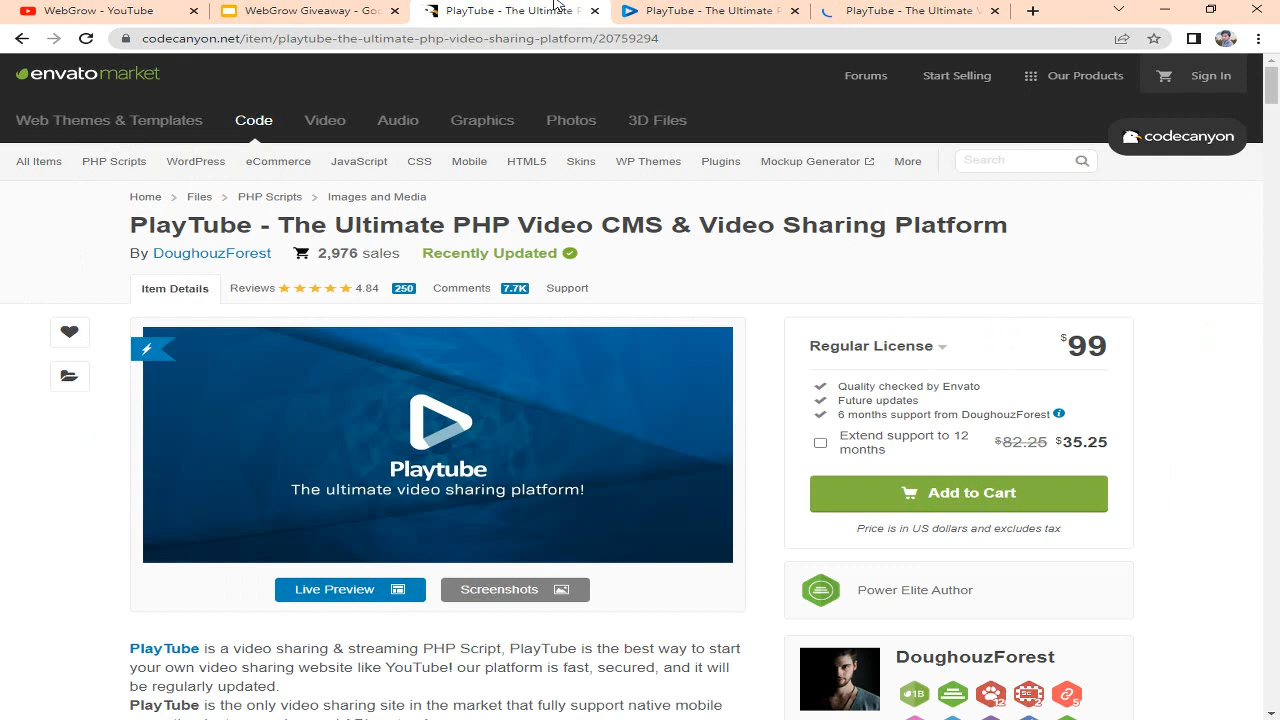 WebGrow - YouTube
WebGrow Giveaway - Goo
PlayTube - The Ultimate P
PlayTube - The Ultimate P
PlayTube - The Ultimate V
codecanyon.net/item/playtube-the-ultimate-php-video-sharing-platform/20759294
envatomarket
Forums Start Selling Our Products Sign In
Web Themes & Templates Code Video Audio Graphics Photos 3D Files
codecanyon
All Items PHP Scripts WordPress eCommerce JavaScript CSS Mobile HTML5 Skins WP Themes Plugins Mockup Generator More Search
Home Files PHP Scripts Images and Media
PlayTube - The Ultimate PHP Video CMS & Video Sharing Platform
By DoughouzForest 2,976 sales Recently Updated
Item Details Reviews 4.84 250 Comments 7.7K Support
Playtube
The ultimate video sharing platform!
Live Preview Screenshots
PlayTube is a video sharing & streaming PHP Script, PlayTube is the best way to start
your own video sharing website like YouTube! our platform is fast, secured, and it will
be regularly updated.
Play Tube is the only video sharing site in the market that fully support native mobile
Regular License $99
Quality checked by Envato
Future updates
6 months support from DoughouzForest
Extend support to 12 months $82.25 $35.25
Add to Cart
Price is in US dollars and excludes tax
Power Elite Author
DoughouzForest